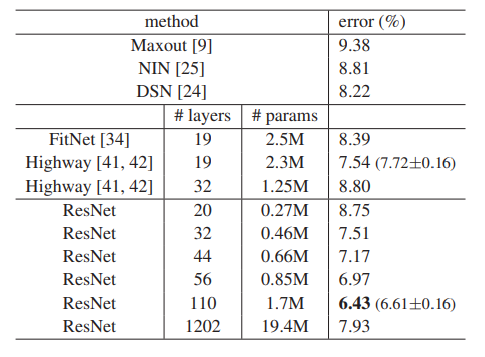 method error (%)
Maxout [9] 9.38
NIN [25] 8.81
DSN [24] 8.22
# layers # params
FitNet [34] 19 2.5M 8.39
Highway [41, 42] 19 2.3M 7.54 (7.72±0.16)
Highway [41, 42] 32 1.25M 8.80
ResNet 20 0.27M 8.75
ResNet 32 0.46M 7.51
ResNet 44 0.66M 7.17
ResNet 56 0.85M 6.97
ResNet 110 1.7M 6.43 (6.61±0.16)
ResNet 1202 19.4M 7.93